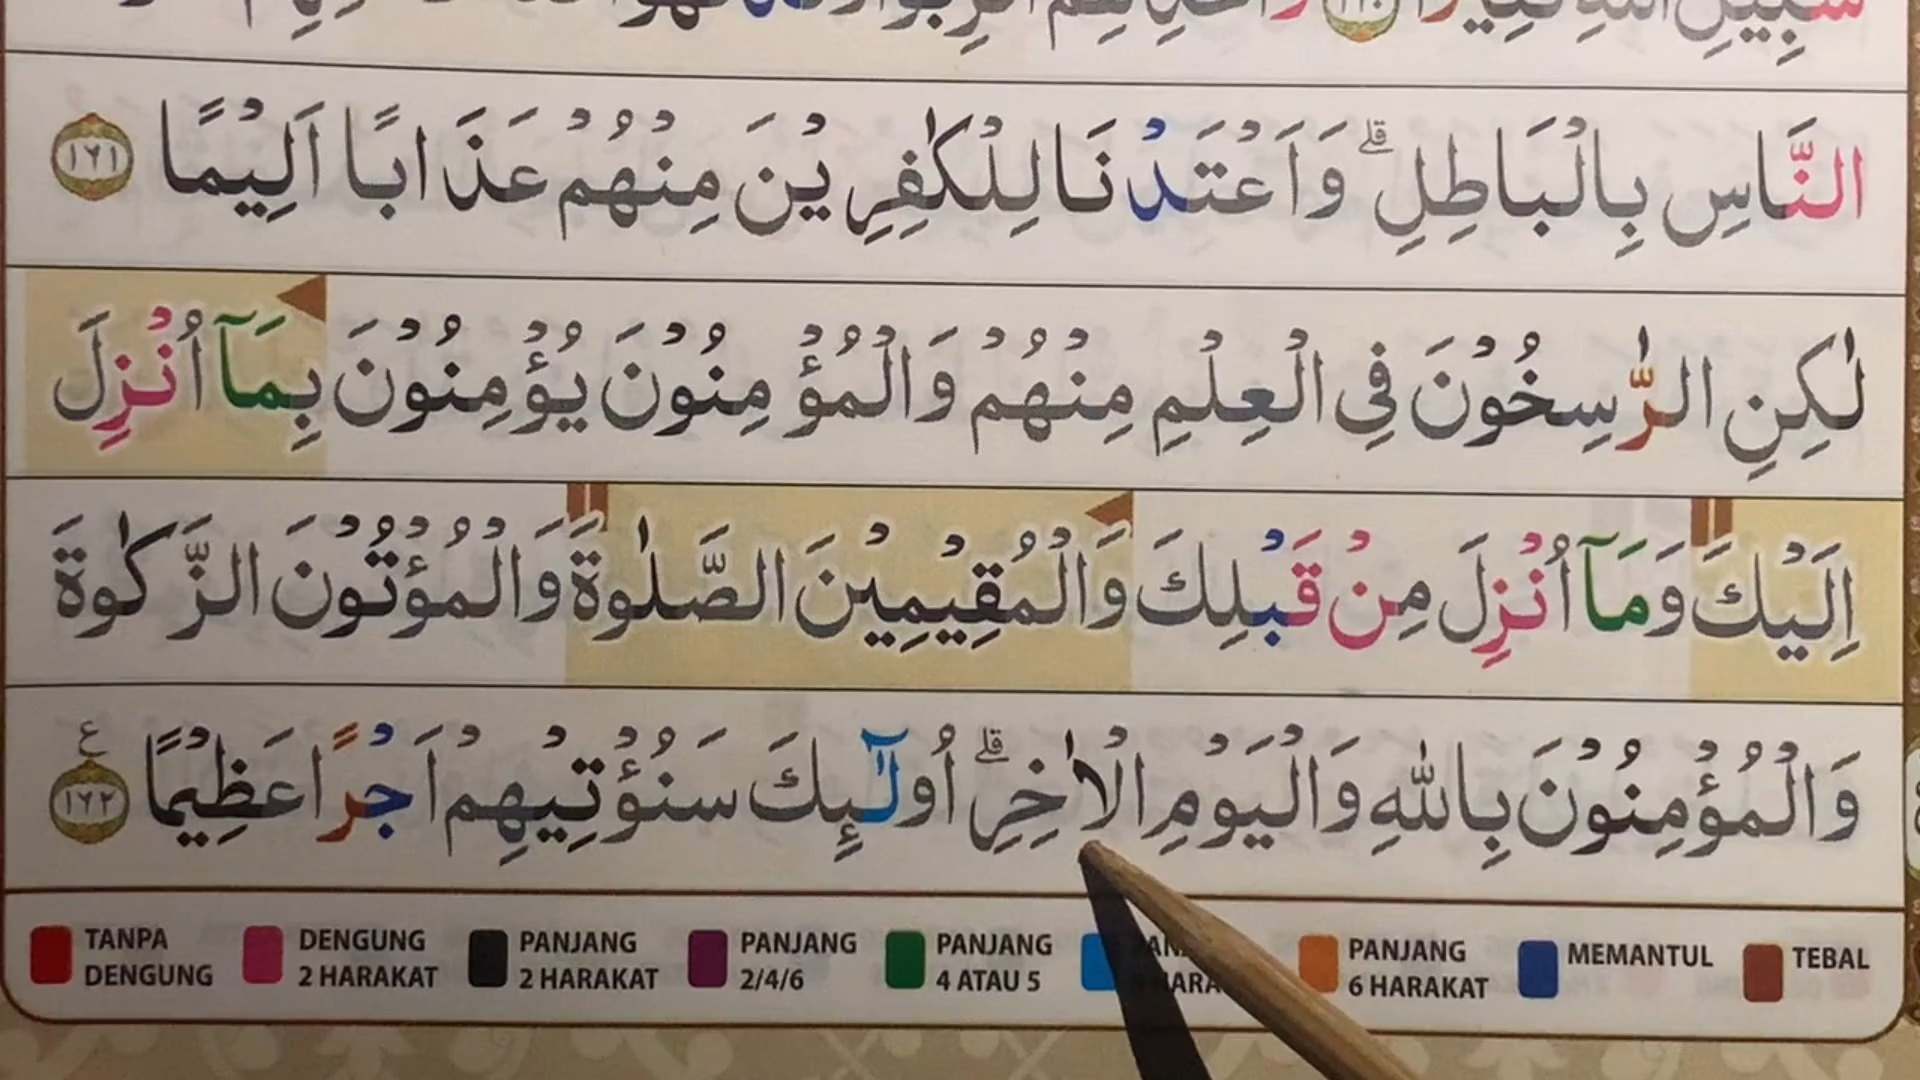 النَّاسِ بِالْبَاطِلِ ۗ وَاَعْتَدْنَا لِلْكٰفِرِيْنَ مِنْهُمْ عَذَابًا اَلِيْمًا ١٦١
لٰكِنِ الرّٰسِخُوْنَ فِى الْعِلْمِ مِنْهُمْ وَالْمُؤْمِنُوْنَ يُؤْمِنُوْنَ بِمَآ اُنْزِلَ
اِلَيْكَ وَمَآ اُنْزِلَ مِنْ قَبْلِكَ وَالْمُقِيْمِيْنَ الصَّلٰوةَ وَالْمُؤْتُوْنَ الزَّكٰوةَ
وَالْمُؤْمِنُوْنَ بِاللّٰهِ وَالْيَوْمِ الْاٰخِرِ ۗ اُولٰۤىِٕكَ سَنُؤْتِيْهِمْ اَجْرًا عَظِيْمًا ١٦٢ ع
TANPA DENGUNG
DENGUNG 2 HARAKAT
PANJANG 2 HARAKAT
PANJANG 2/4/6
PANJANG 4 ATAU 5
PANJANG 6 HARAKAT
MEMANTUL
TEBAL